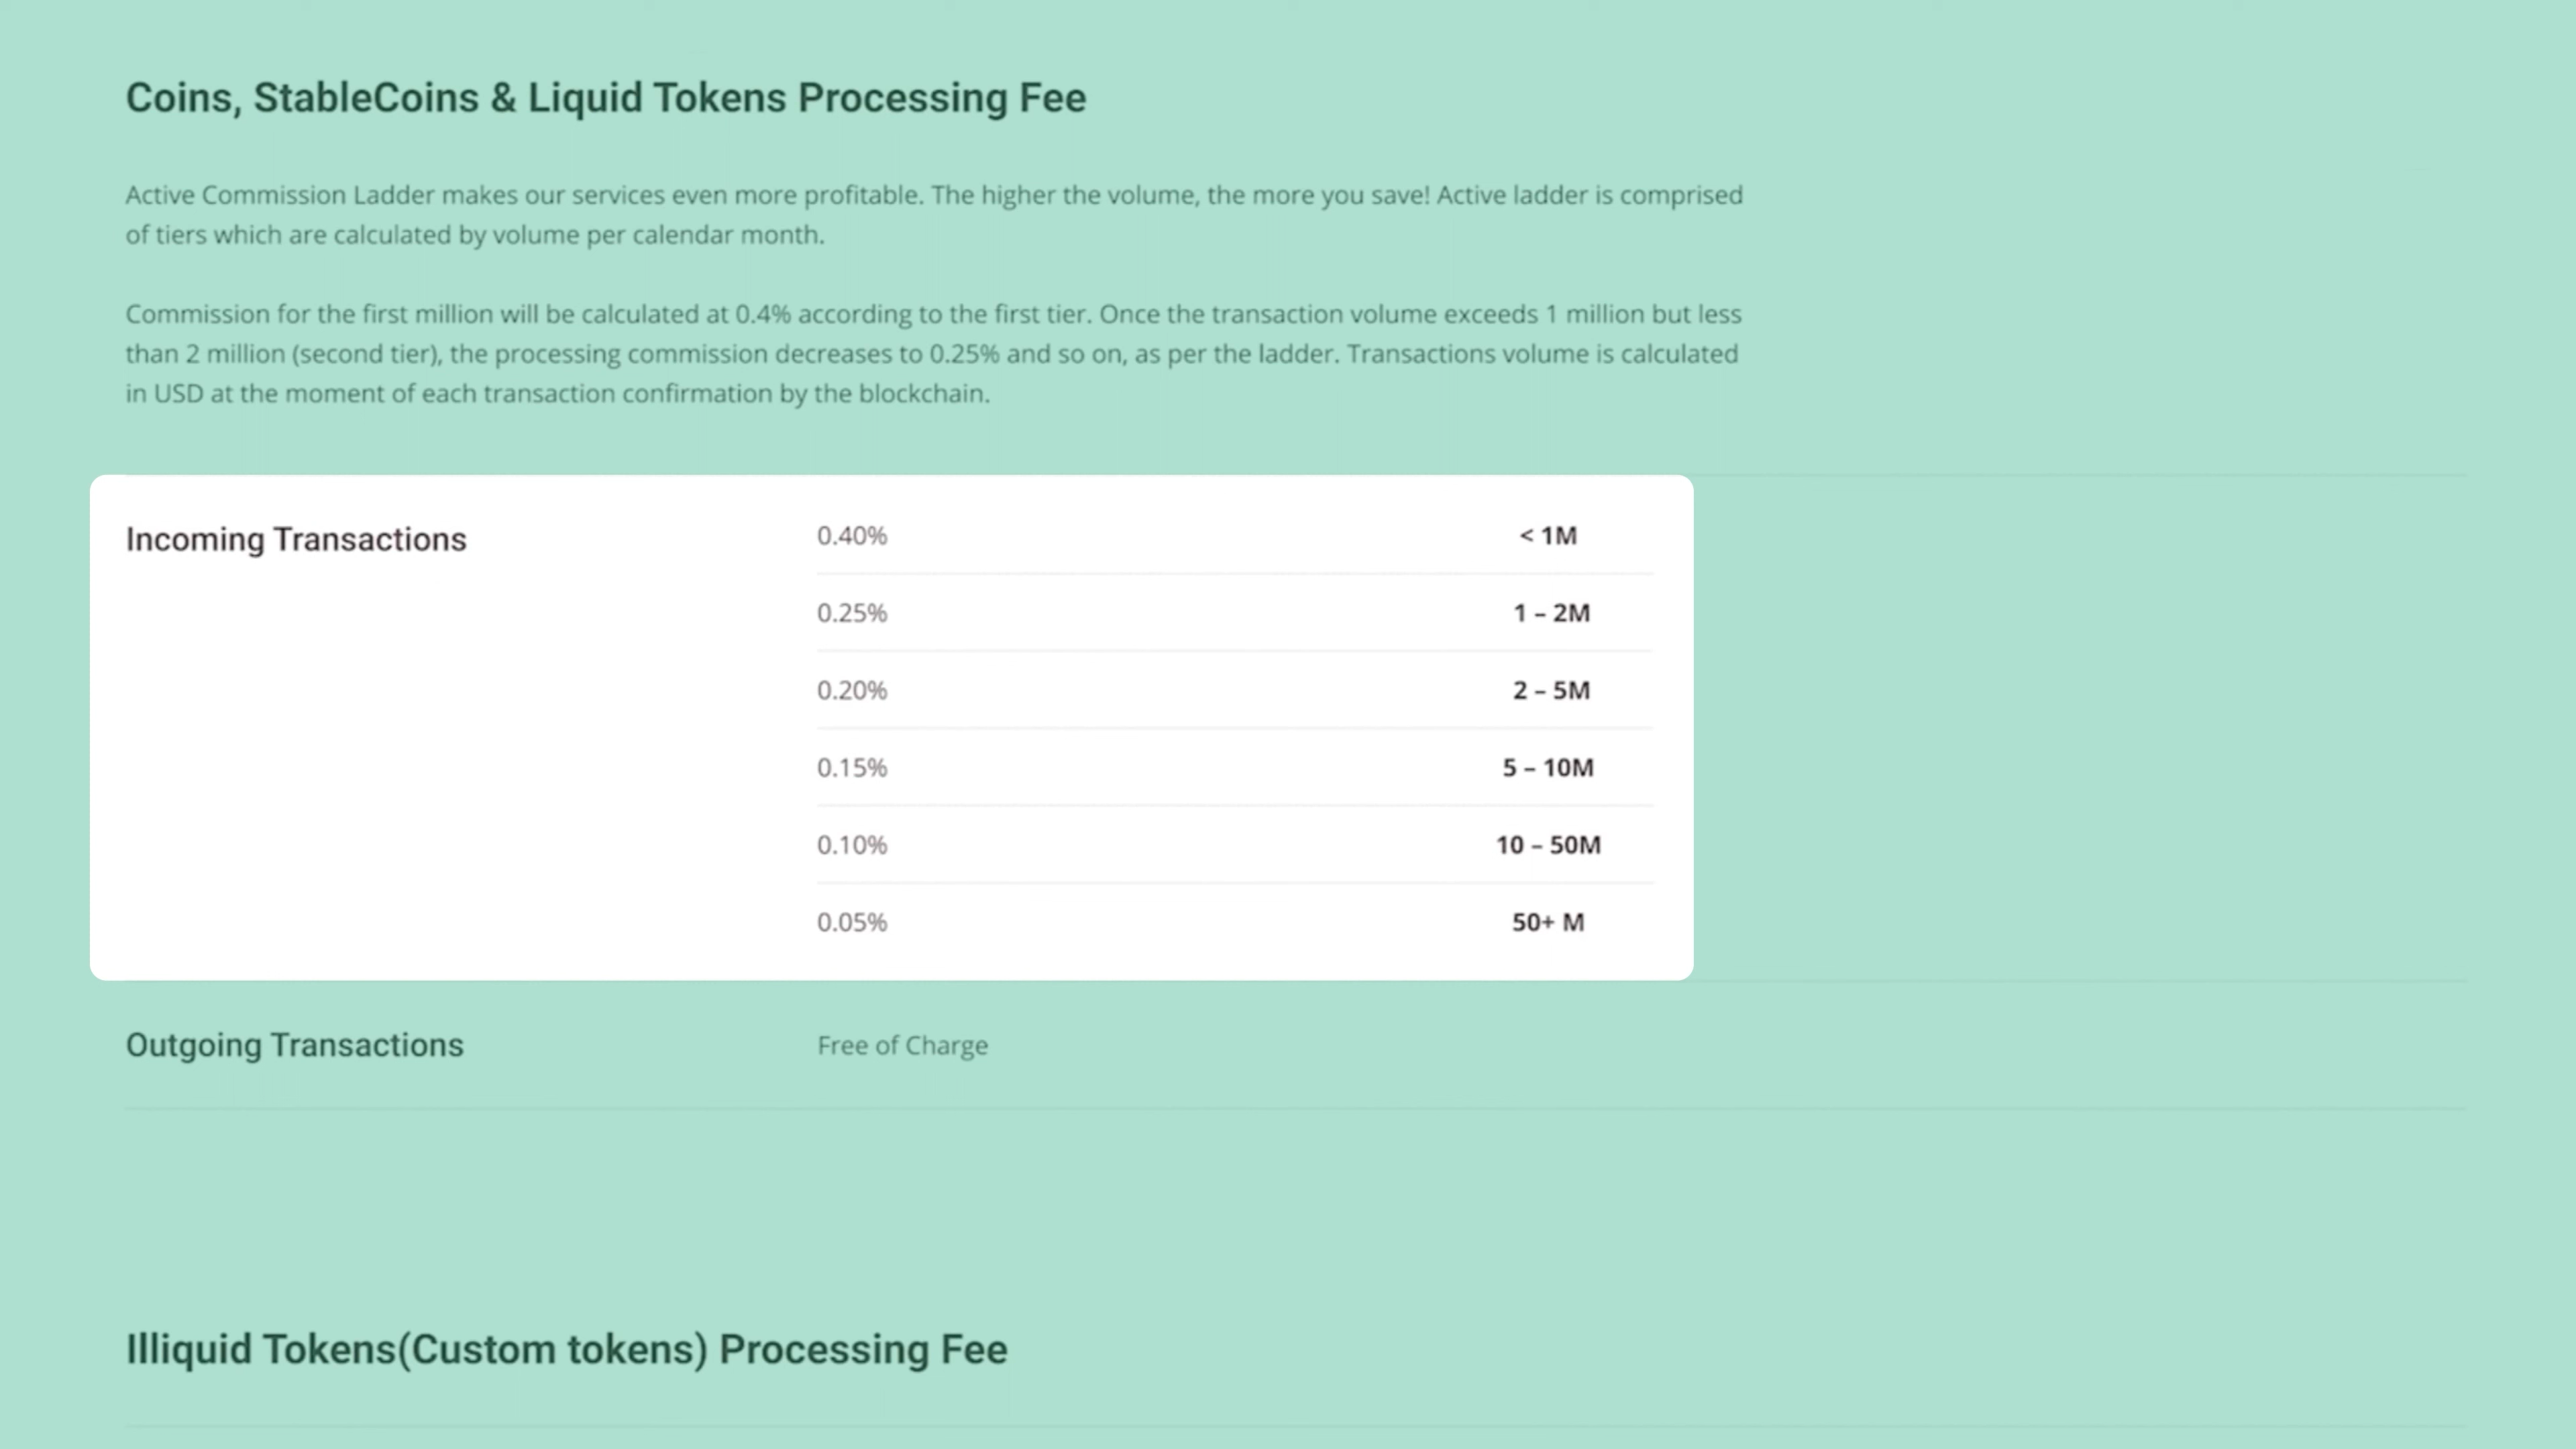 Coins, StableCoins & Liquid Tokens Processing Fee
Active Commission Ladder makes our services even more profitable. The higher the volume, the more you save! Active ladder is comprised
of tiers which are calculated by volume per calendar month.
Commission for the first million will be calculated at 0.4% according to the first tier. Once the transaction volume exceeds 1 million but less
than 2 million (second tier), the processing commission decreases to 0.25% and so on, as per the ladder. Transactions volume is calculated
in USD at the moment of each transaction confirmation by the blockchain.
Incoming Transactions 0.40% < 1M
0.25% 1 – 2M
0.20% 2 – 5M
0.15% 5 – 10M
0.10% 10 – 50M
0.05% 50+ M
Outgoing Transactions Free of Charge
Illiquid Tokens(Custom tokens) Processing Fee